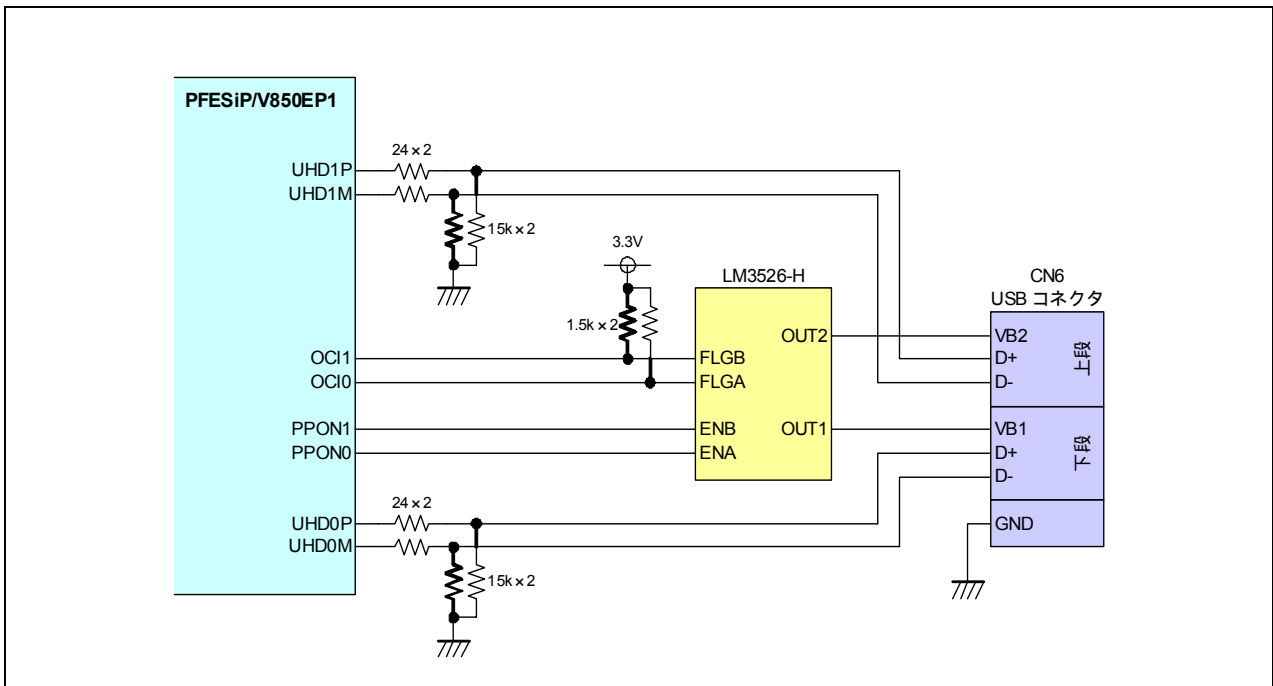 PFESiP/V850EP1
24×2
UHD1P
UHD1M
15k×2
3.3V
LM3526-H
CN6
USB コネクタ
1.5k×2
OUT2
VB2
OCI1
FLGB
D+
上段
OCI0
FLGA
D-
PPON1
ENB
OUT1
VB1
PPON0
ENA
D+
下段
D-
24×2
UHD0P
GND
UHD0M
15k×2